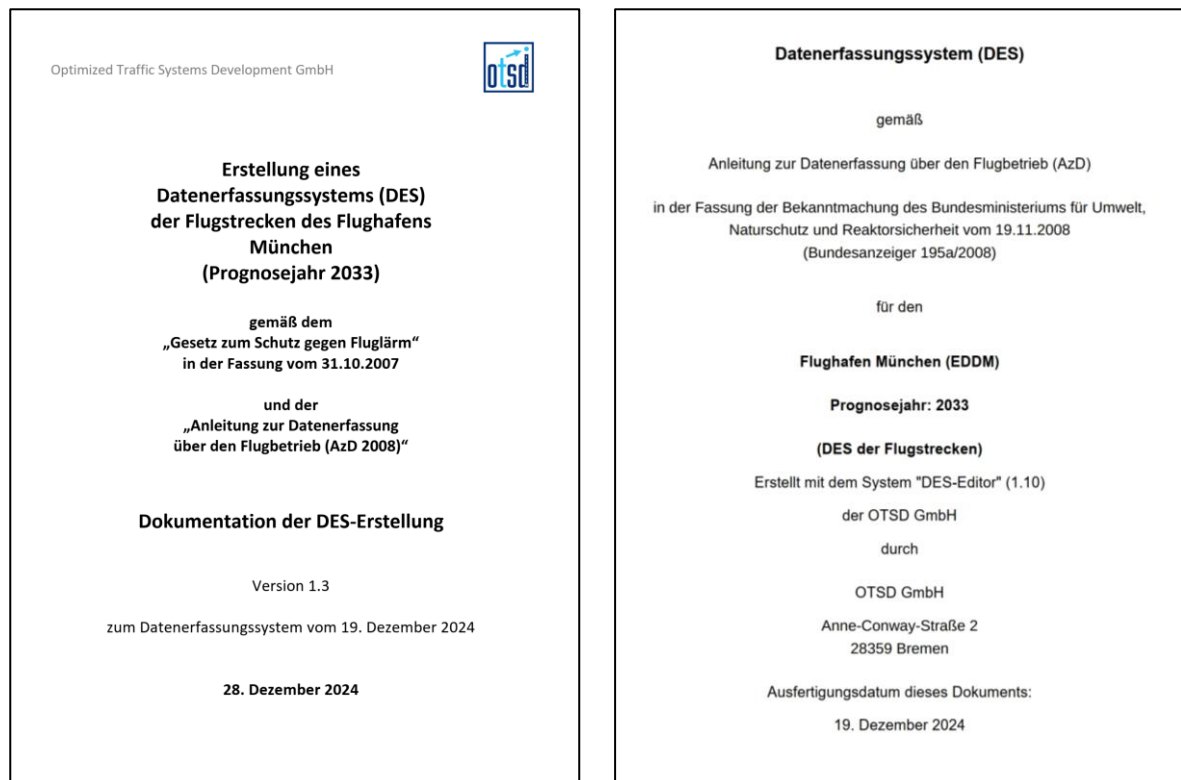 Optimized Traffic Systems Development GmbH
otsd
Erstellung eines
Datenerfassungssystems (DES)
der Flugstrecken des Flughafens
München
(Prognosejahr 2033)
gemäß dem
„Gesetz zum Schutz gegen Fluglärm“
in der Fassung vom 31.10.2007
und der
„Anleitung zur Datenerfassung
über den Flugbetrieb (AzD 2008)“
Dokumentation der DES-Erstellung
Version 1.3
zum Datenerfassungssystem vom 19. Dezember 2024
28. Dezember 2024
Datenerfassungssystem (DES)
gemäß
Anleitung zur Datenerfassung über den Flugbetrieb (AzD)
in der Fassung der Bekanntmachung des Bundesministeriums für Umwelt,
Naturschutz und Reaktorsicherheit vom 19.11.2008
(Bundesanzeiger 195a/2008)
für den
Flughafen München (EDDM)
Prognosejahr: 2033
(DES der Flugstrecken)
Erstellt mit dem System "DES-Editor" (1.10)
der OTSD GmbH
durch
OTSD GmbH
Anne-Conway-Straße 2
28359 Bremen
Ausfertigungsdatum dieses Dokuments:
19. Dezember 2024